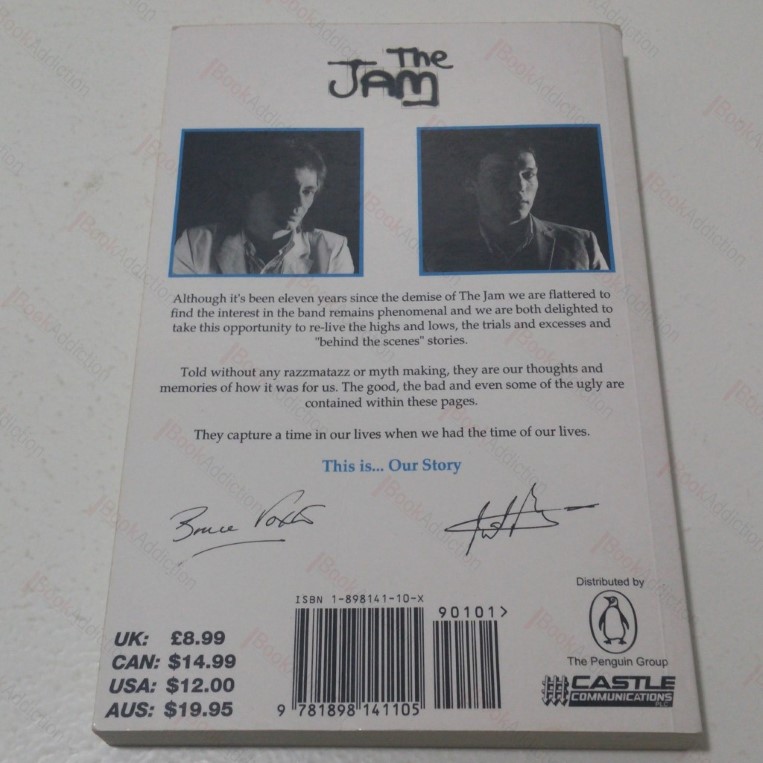 The
JAM
Although it's been eleven years since the demise of The Jam we are flattered to
find the interest in the band remains phenomenal and we are both delighted to
take this opportunity to re-live the highs and lows, the trials and excesses and
"behind the scenes" stories.
Told without any razzmatazz or myth making, they are our thoughts and
memories of how it was for us. The good, the bad and even some of the ugly are
contained within these pages.
They capture a time in our lives when we had the time of our lives.
This is... Our Story
Bruce
ISBN 1-898141-10-X
90101>
9 781898 141105
UK: £8.99
CAN: $14.99
USA: $12.00
AUS: $19.95
Distributed by
The Penguin Group
CASTLE
COMMUNICATIONS
PLC
BookAddiction